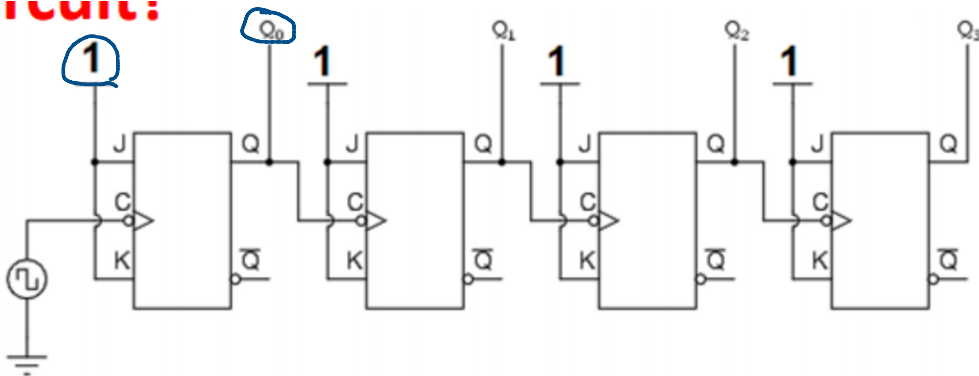 rcuit?
1 Q₀ 1 Q₁ 1 Q₂ 1 Q₃
J Q J Q J Q J Q
C C C C
K Q̅ K Q̅ K Q̅ K Q̅